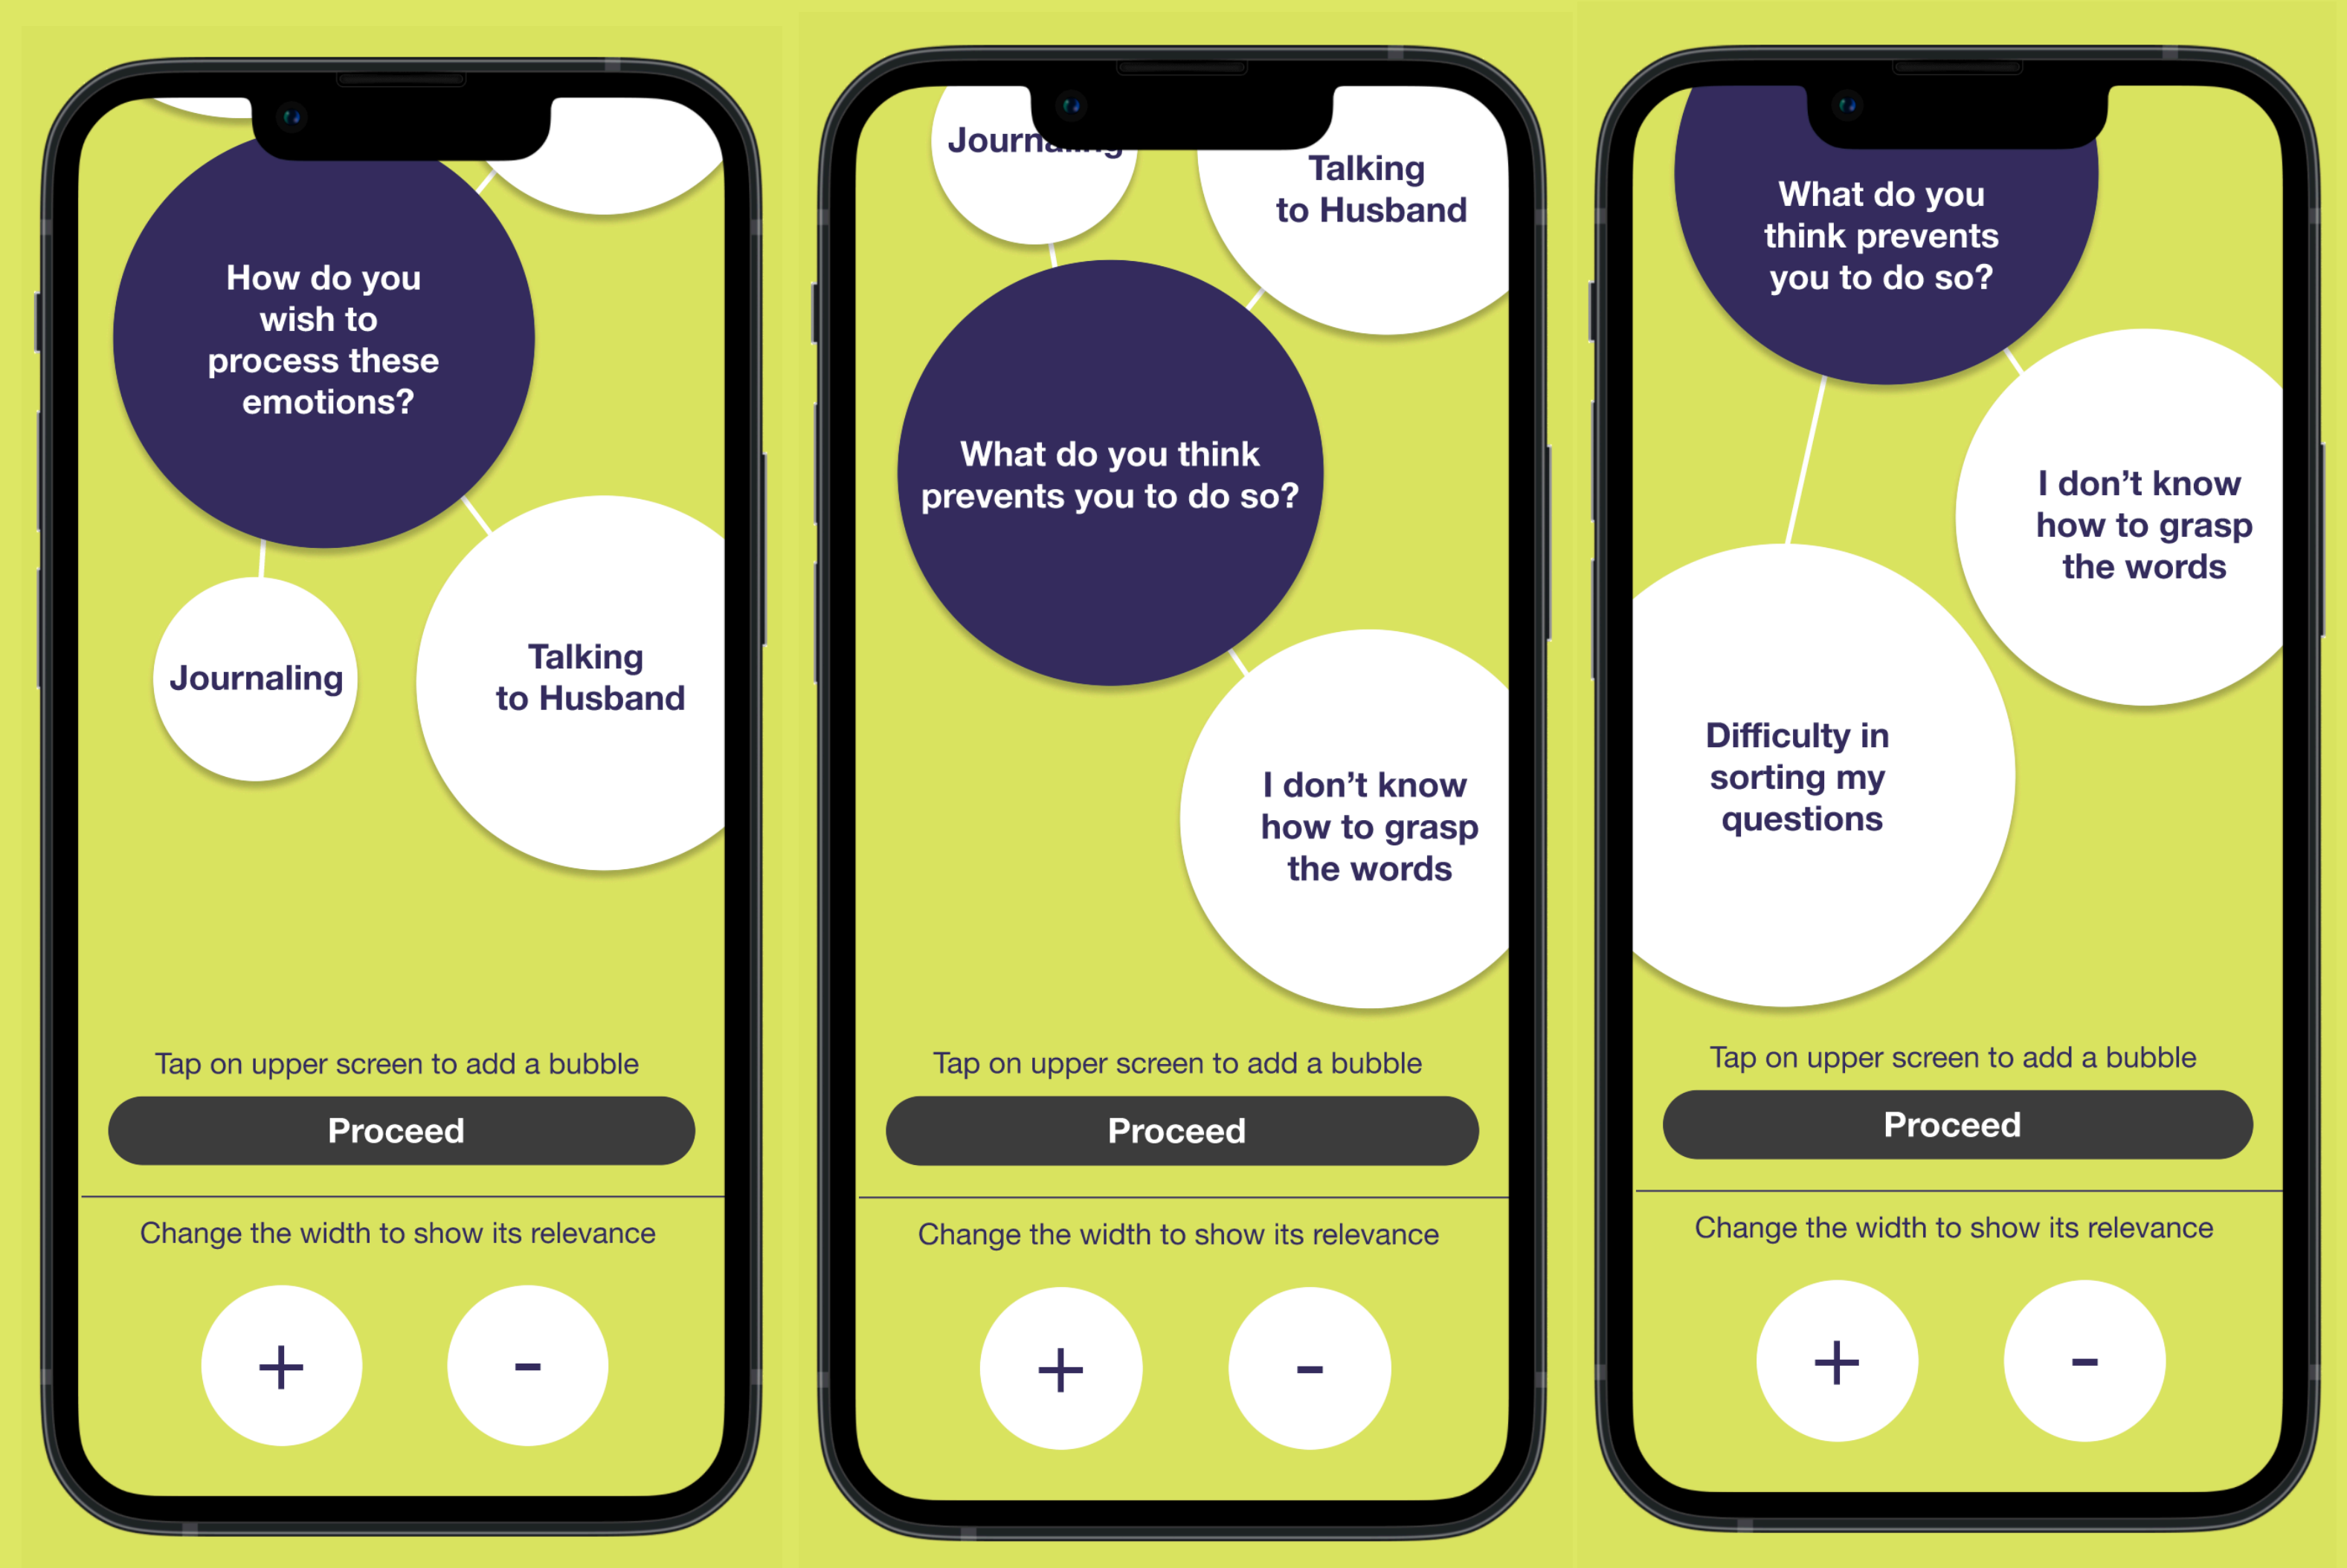 How do you
wish to
process these
emotions?
Journaling
Talking
to Husband
Tap on upper screen to add a bubble
Proceed
Change the width to show its relevance
+
-
Journaling
Talking
to Husband
What do you think
prevents you to do so?
I don’t know
how to grasp
the words
Tap on upper screen to add a bubble
Proceed
Change the width to show its relevance
+
-
What do you
think prevents
you to do so?
I don’t know
how to grasp
the words
Difficulty in
sorting my
questions
Tap on upper screen to add a bubble
Proceed
Change the width to show its relevance
+
-